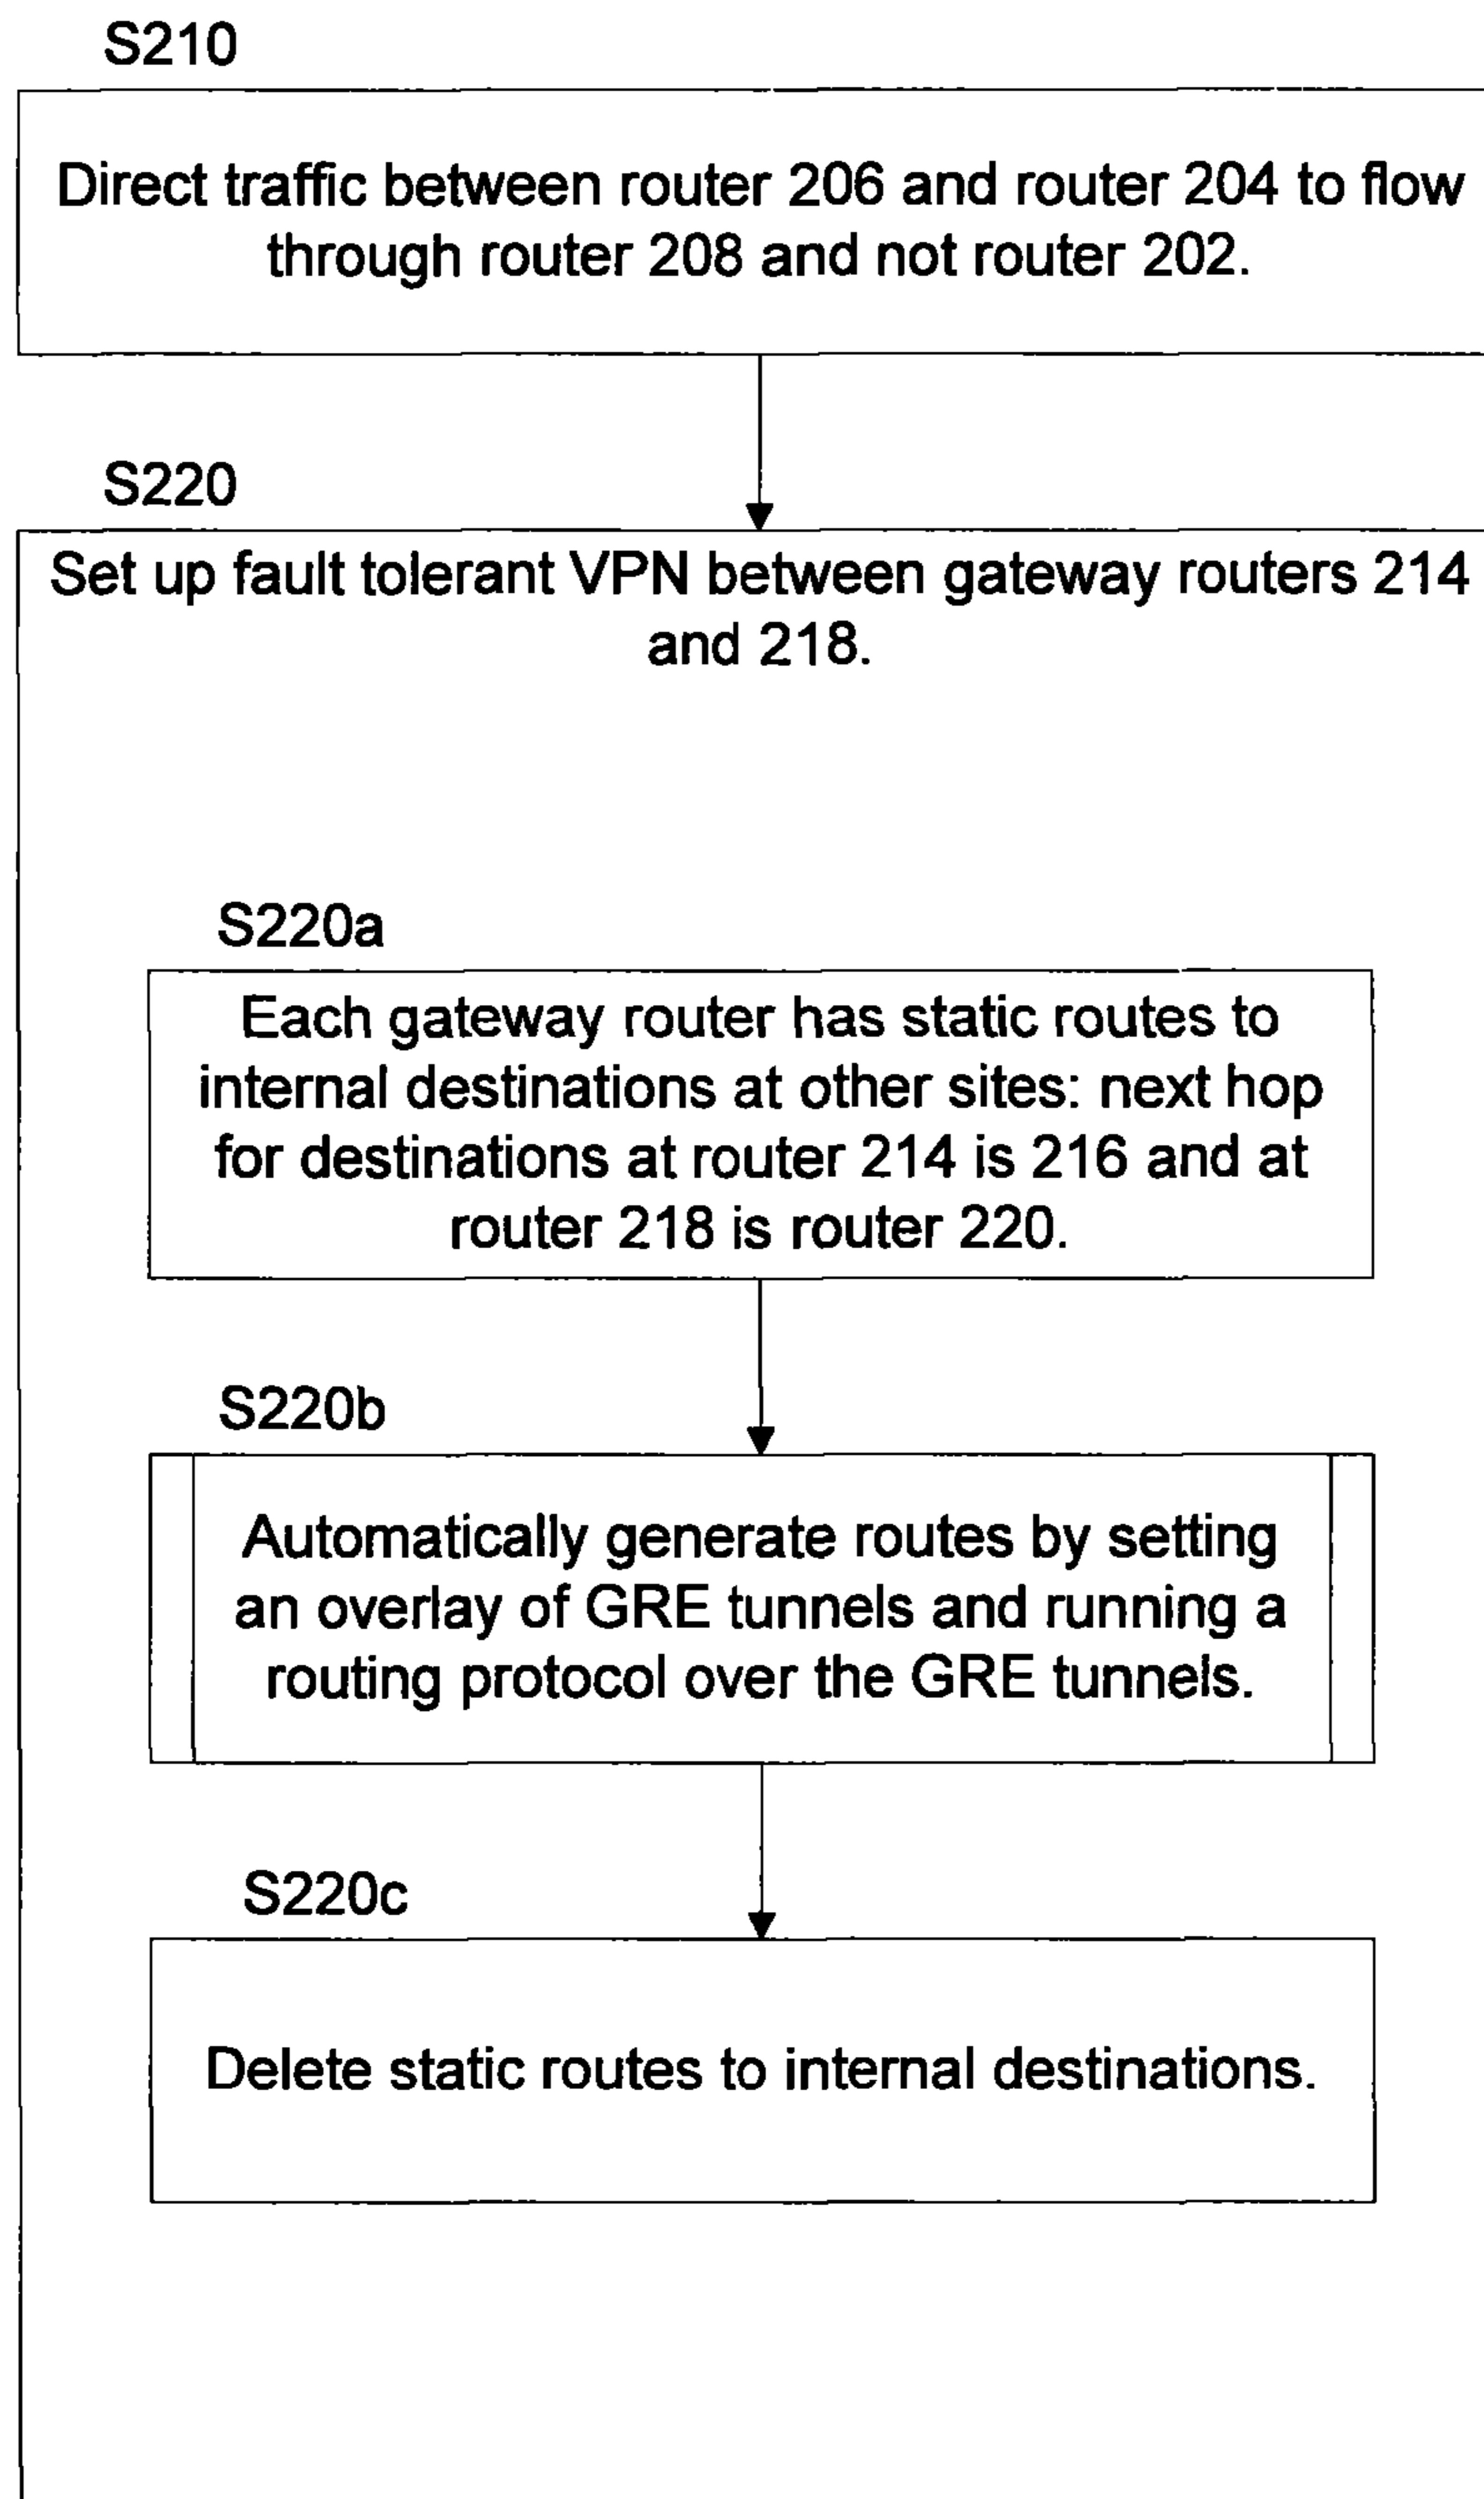 S210
Direct traffic between router 206 and router 204 to flow
through router 208 and not router 202.
S220
Set up fault tolerant VPN between gateway routers 214
and 218.
S220a
Each gateway router has static routes to
internal destinations at other sites: next hop
for destinations at router 214 is 216 and at
router 218 is router 220.
S220b
Automatically generate routes by setting
an overlay of GRE tunnels and running a
routing protocol over the GRE tunnels.
S220c
Delete static routes to internal destinations.